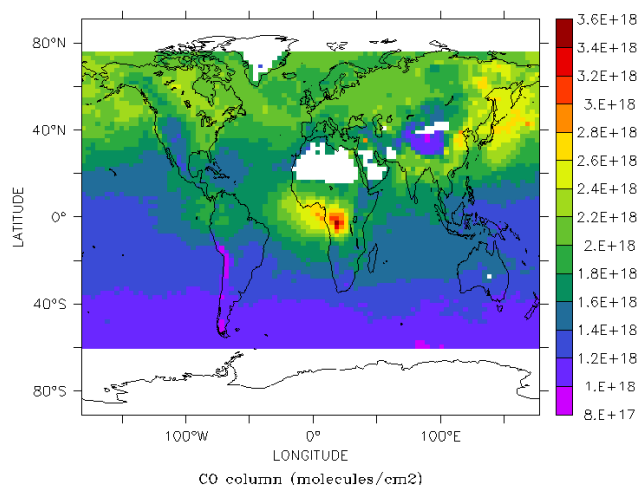 3.6E+18
80°N
3.4E+18
3.2E+18
3.E+18
40°N
2.8E+18
2.6E+18
2.4E+18
LATITUDE
0°
2.2E+18
2.E+18
1.8E+18
1.6E+18
40°S
1.4E+18
1.2E+18
1.E+18
80°S
8.E+17
100°W
0°
100°E
LONGITUDE
CO column (molecules/cm2)